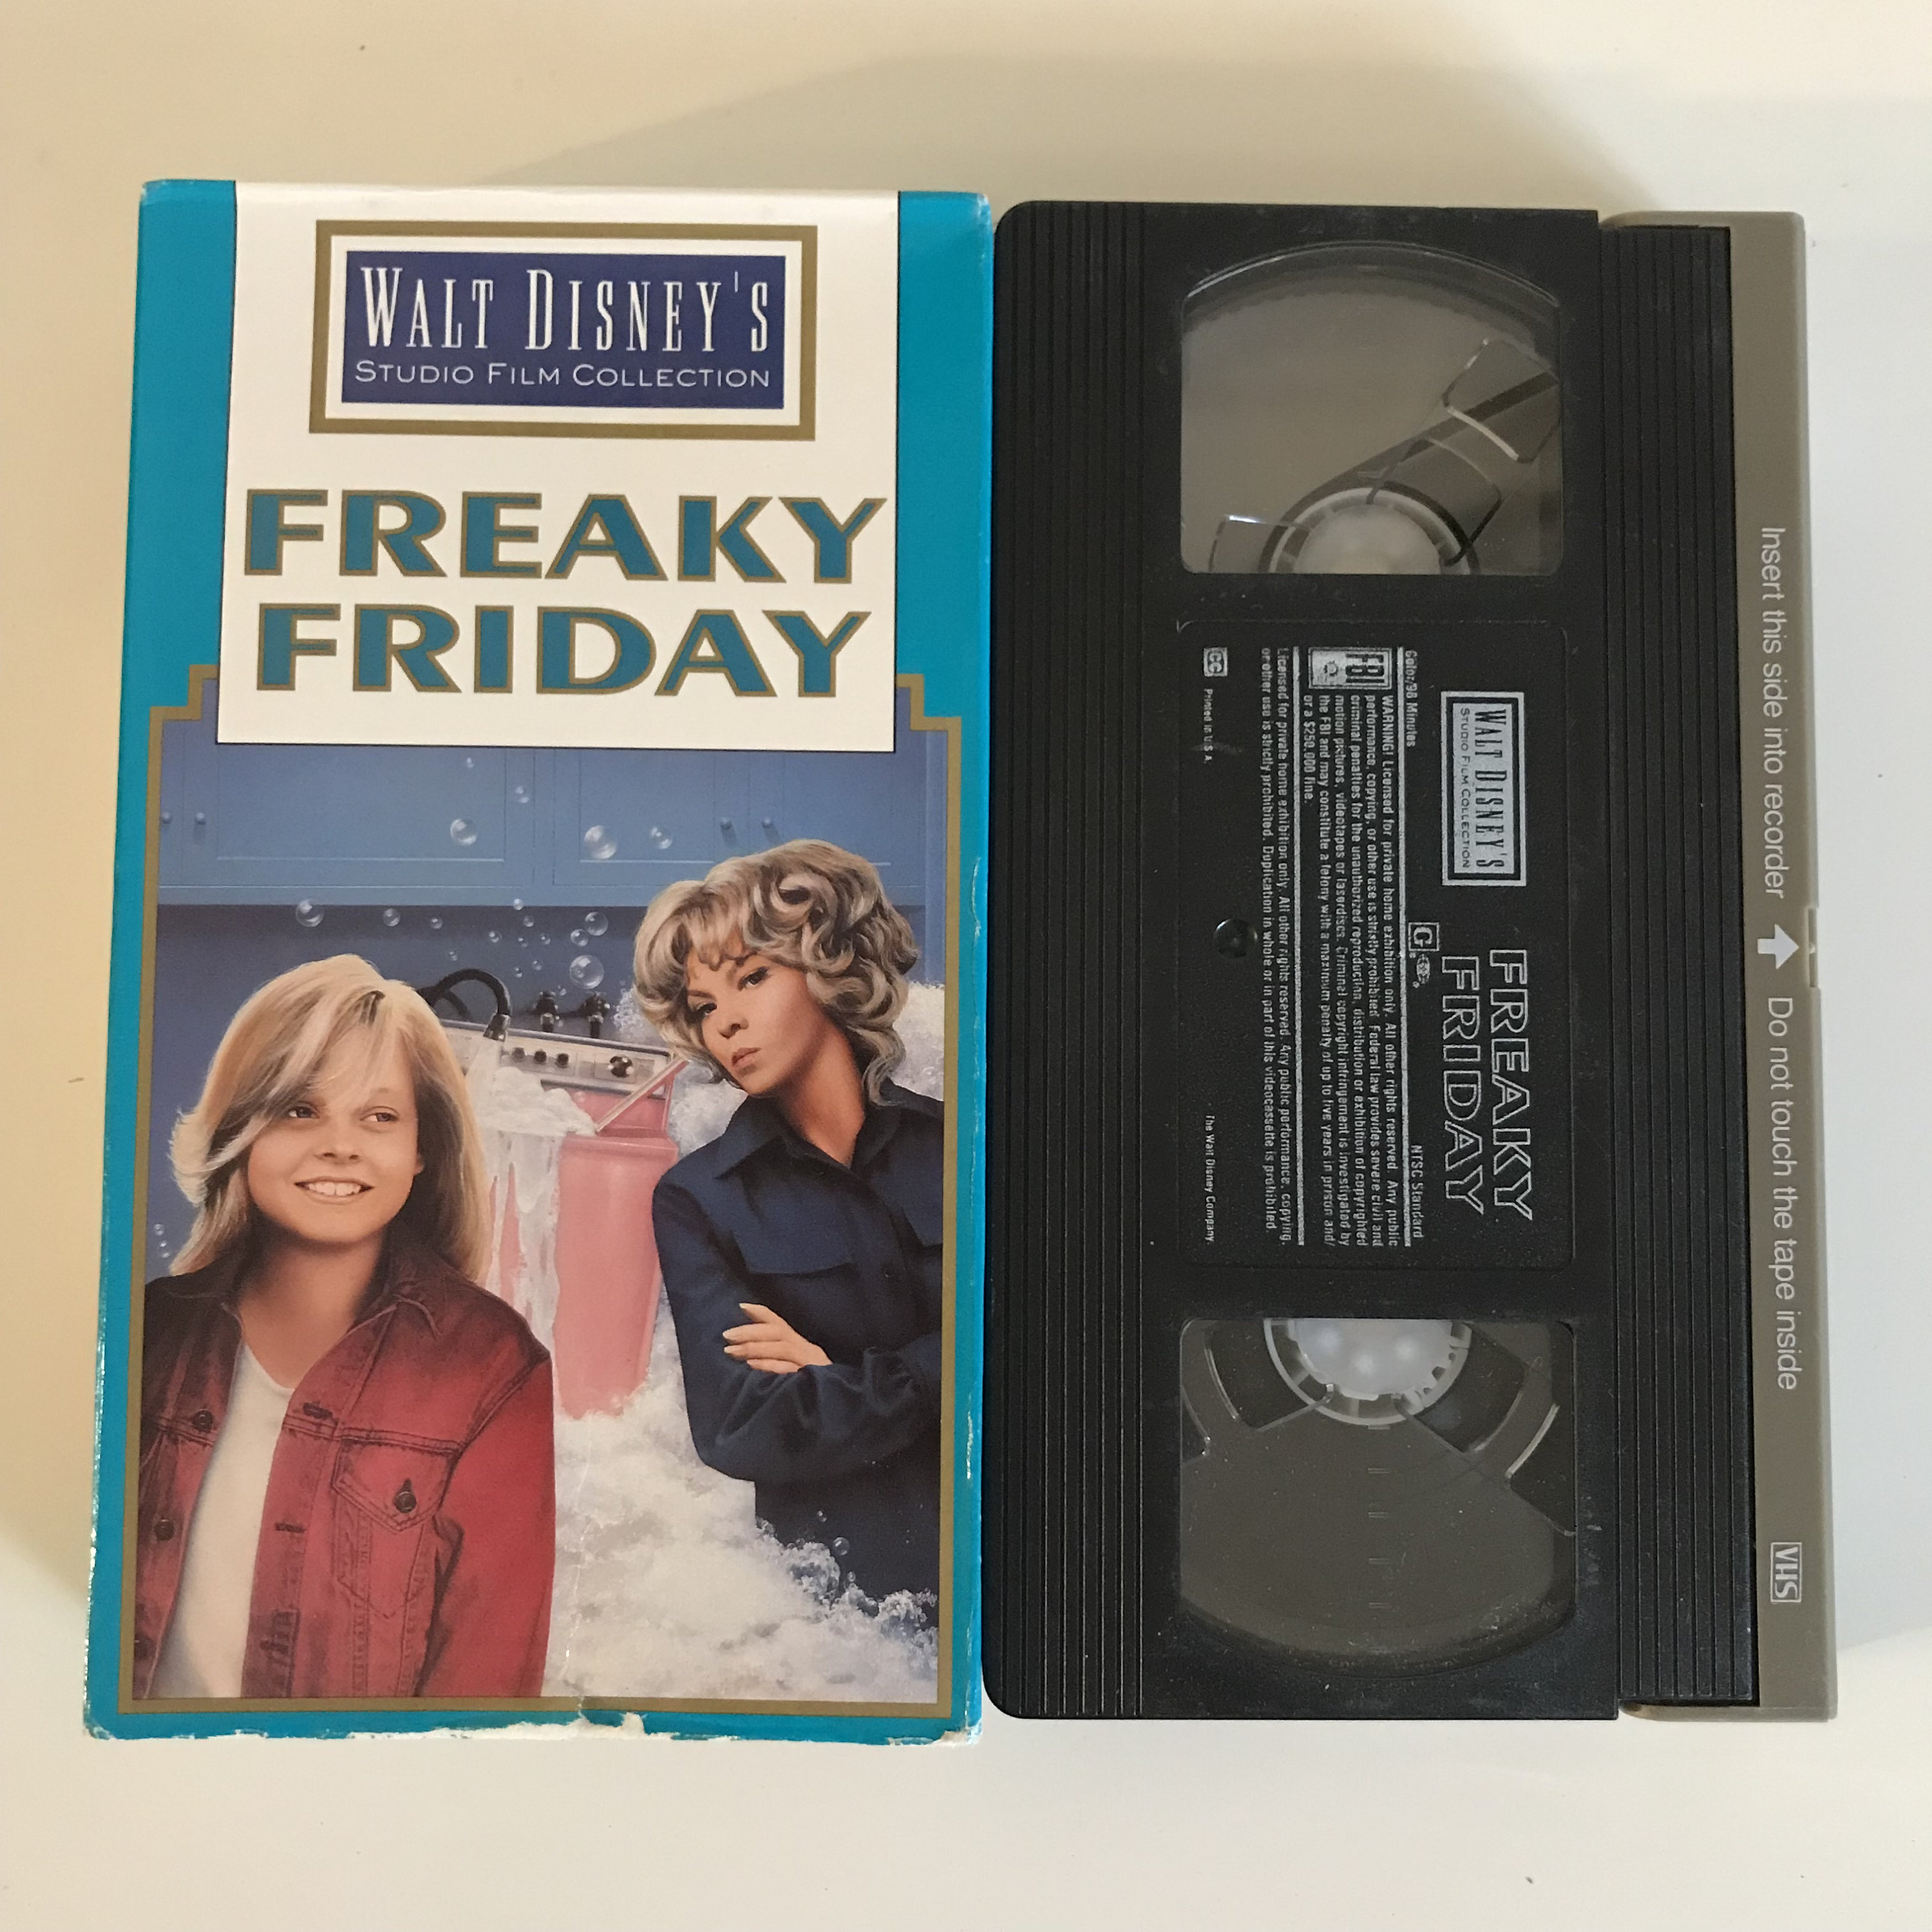 WALT DISNEY'S
STUDIO FILM COLLECTION
FREAKY
FRIDAY
WALT DISNEY'S
STUDIO FILM COLLECTION
FREAKY
FRIDAY
G
Color/98 Minutes
NTSC Standard
FBI
WARNING! Licensed for private home exhibition only. All other rights reserved. Any public
performance, copying, or other use is strictly prohibited. Federal law provides severe civil and
criminal penalties for the unauthorized reproduction, distribution or exhibition of copyrighted
motion pictures, videotapes or laserdiscs. Criminal copyright infringement is investigated by
the FBI and may constitute a felony with a maximum penalty of up to five years in prison and/
or a $250,000 fine.
Licensed for private home exhibition only. All other rights reserved. Any public performance, copying,
or other use is strictly prohibited. Duplication in whole or in part of this videocassette is prohibited.
CC
Printed in U.S.A.
The Walt Disney Company.
Insert this side into recorder
Do not touch the tape inside
VHS